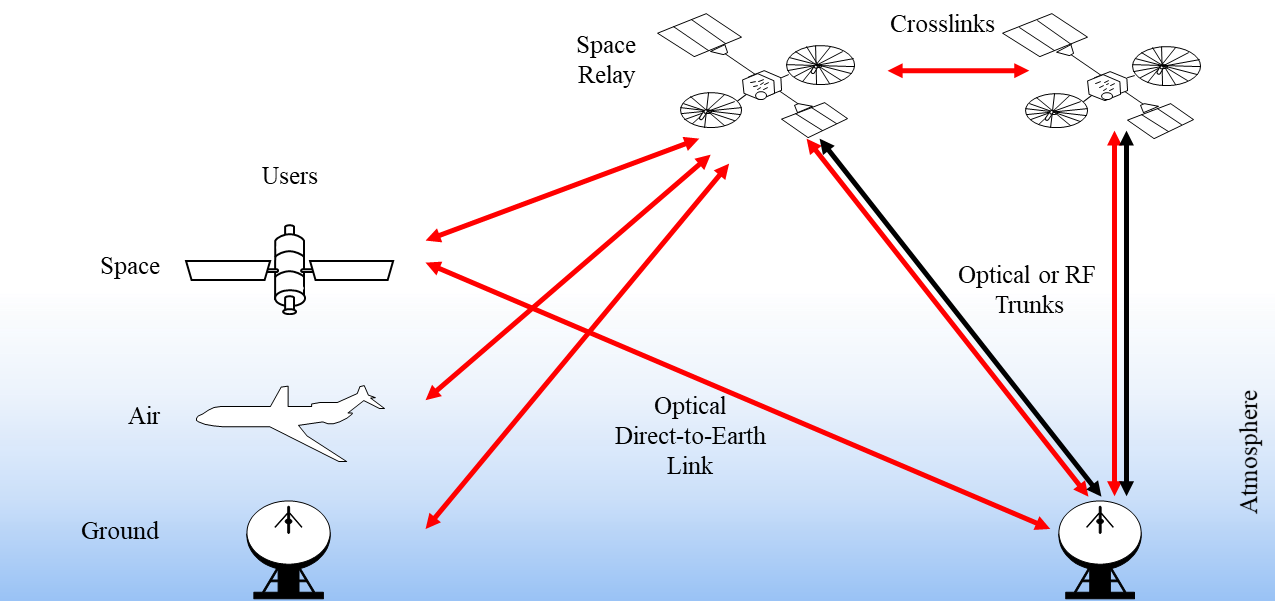 Crosslinks
Space
Relay
Users
Space
Optical or RF
Trunks
Air
Optical
Direct-to-Earth
Link
Atmosphere
Ground